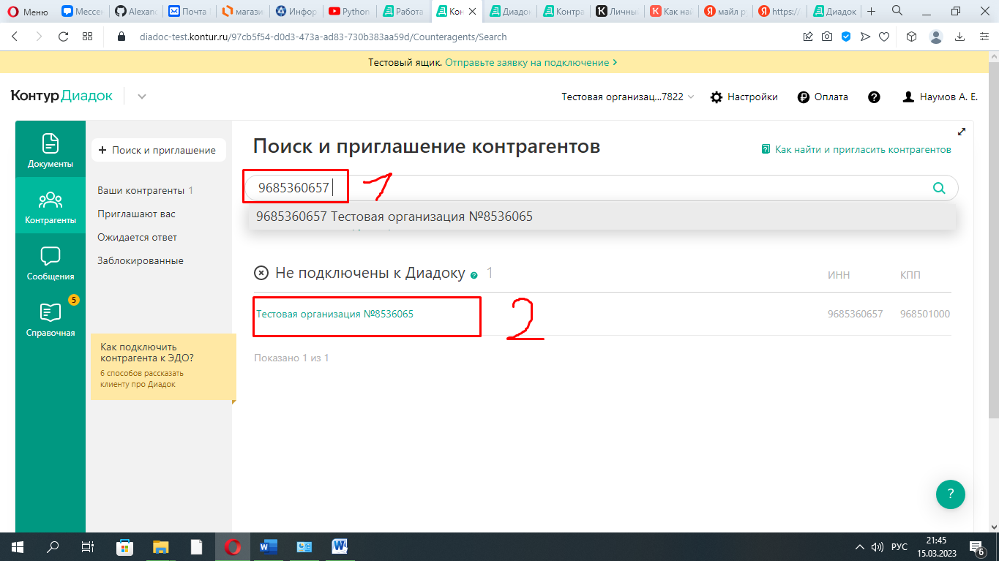 Меню
Мессен
Alexand
Почта
магази
Инфор
Python
Работа
Кон
Диадо
Контра
Личны
Как най
майл р
https:/
Диадок
diadoc-test.kontur.ru/97cb5f54-d0d3-473a-ad83-730b383aa59d/Counteragents/Search
Тестовый ящик. Отправьте заявку на подключение >
Контур Диадок
Тестовая организац...7822
Настройки
Оплата
Наумов А. Е.
Документы
Контрагенты
Сообщения
5
Справочная
+ Поиск и приглашение
Ваши контрагенты 1
Приглашают вас
Ожидается ответ
Заблокированные
Как подключить
контрагента к ЭДО?
6 способов рассказать
клиенту про Диадок
Поиск и приглашение контрагентов
Как найти и пригласить контрагентов
9685360657
1
9685360657 Тестовая организация №8536065
Не подключены к Диадоку ? 1
ИНН
КПП
Тестовая организация №8536065
2
9685360657
968501000
Показано 1 из 1
?
РУС
21:45
15.03.2023
6